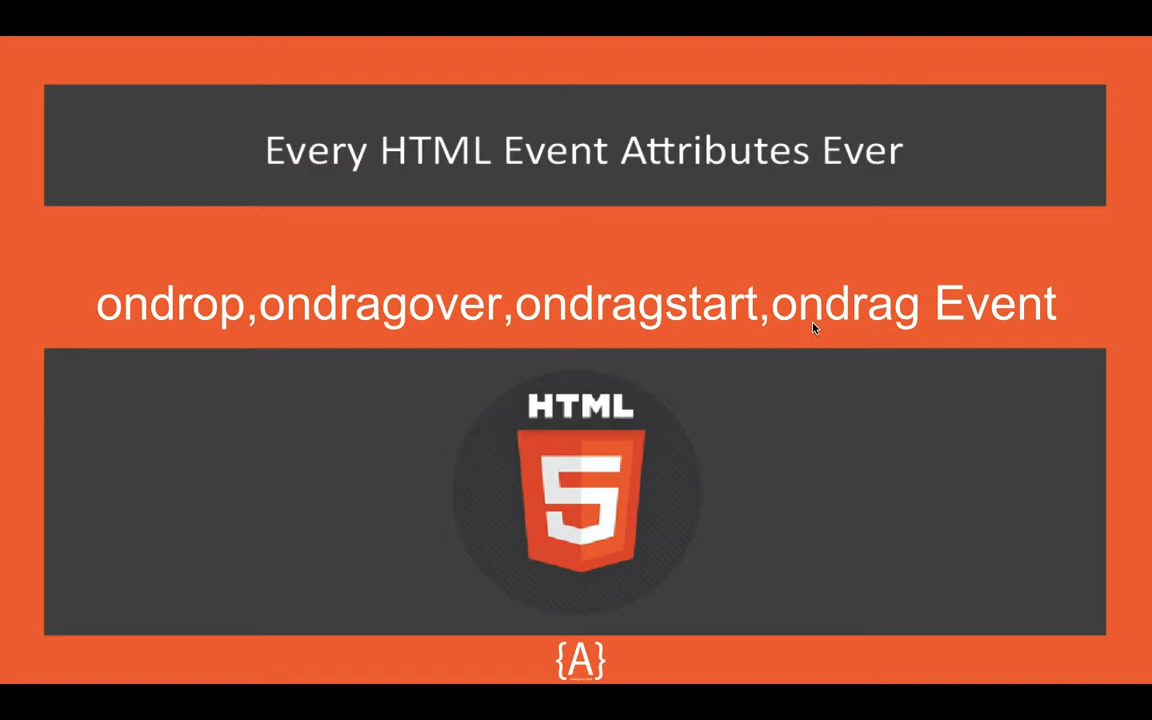 Every HTML Event Attributes Ever
ondrop,ondragover,ondragstart,ondrag Event
HTML
5
{A}